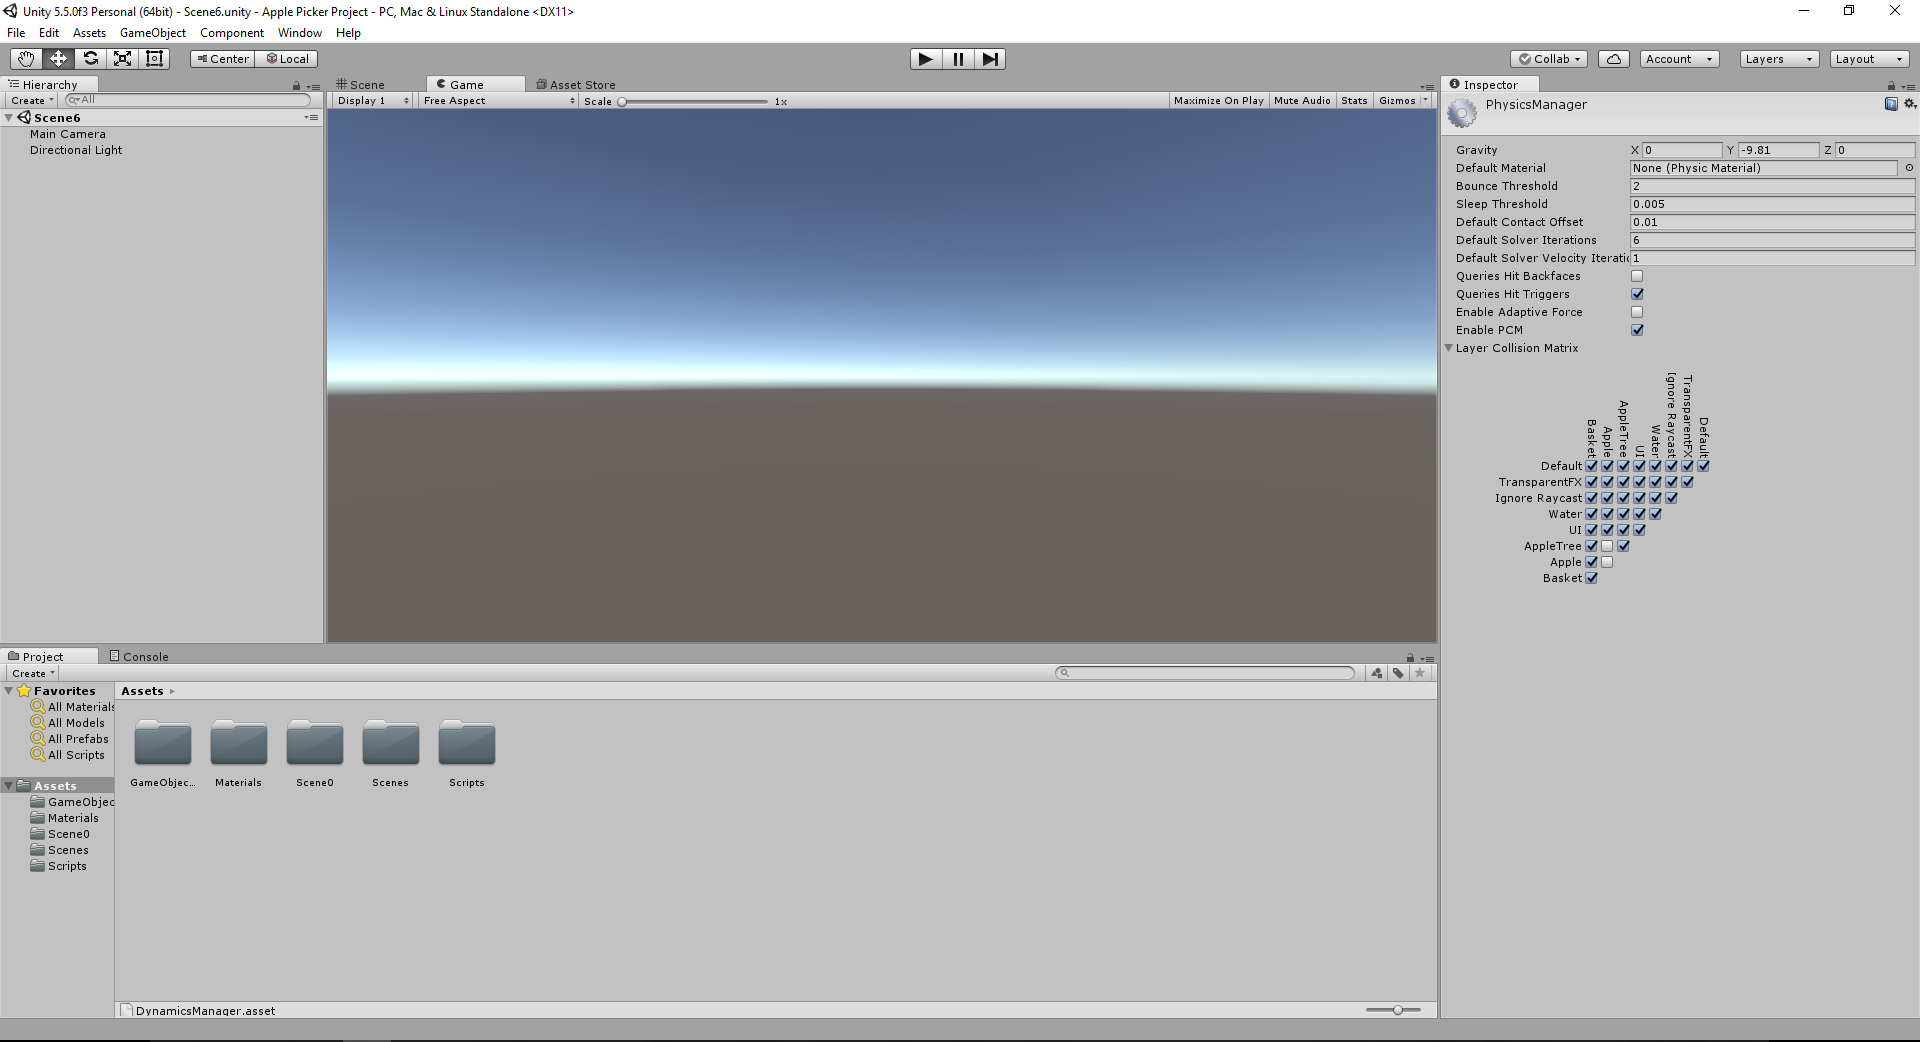 Unity 5.5.0f3 Personal (64bit) - Scene6.unity - Apple Picker Project - PC, Mac & Linux Standalone <DX11>
File Edit Assets GameObject Component Window Help
Center Local Collab Account Layers Layout
Hierarchy
Create All
Scene6
Main Camera
Directional Light
Scene Game Asset Store
Display 1 Free Aspect Scale 1x Maximize On Play Mute Audio Stats Gizmos
Inspector
PhysicsManager
Gravity X 0 Y -9.81 Z 0
Default Material None (Physic Material)
Bounce Threshold 2
Sleep Threshold 0.005
Default Contact Offset 0.01
Default Solver Iterations 6
Default Solver Velocity Iterati 1
Queries Hit Backfaces
Queries Hit Triggers
Enable Adaptive Force
Enable PCM
Layer Collision Matrix
Basket
Apple
AppleTree
UI
Water
Ignore Raycast
TransparentFX
Default
Default
TransparentFX
Ignore Raycast
Water
UI
AppleTree
Apple
Basket
Project Console
Create
Favorites
All Materials
All Models
All Prefabs
All Scripts
Assets
GameObjec
Materials
Scene0
Scenes
Scripts
Assets
GameObjec... Materials Scene0 Scenes Scripts
DynamicsManager.asset